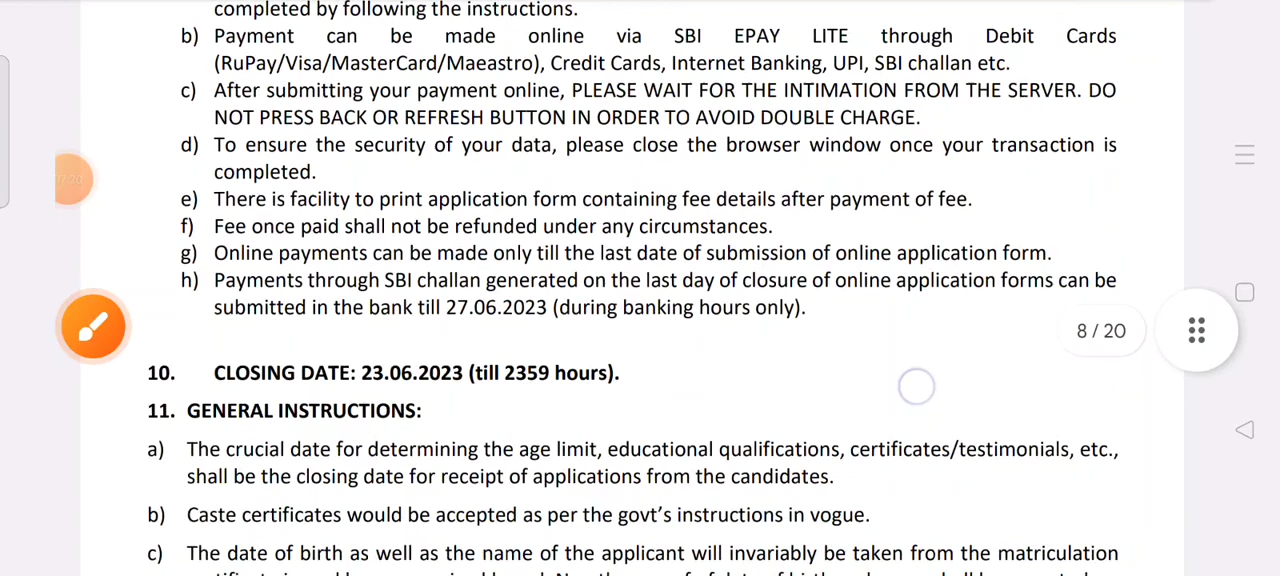 completed by following the instructions.
b) Payment can be made online via SBI EPAY LITE through Debit Cards
(RuPay/Visa/MasterCard/Maeastro), Credit Cards, Internet Banking, UPI, SBI challan etc.
c) After submitting your payment online, PLEASE WAIT FOR THE INTIMATION FROM THE SERVER. DO
NOT PRESS BACK OR REFRESH BUTTON IN ORDER TO AVOID DOUBLE CHARGE.
d) To ensure the security of your data, please close the browser window once your transaction is
completed.
e) There is facility to print application form containing fee details after payment of fee.
f) Fee once paid shall not be refunded under any circumstances.
g) Online payments can be made only till the last date of submission of online application form.
h) Payments through SBI challan generated on the last day of closure of online application forms can be
submitted in the bank till 27.06.2023 (during banking hours only).
8 / 20
10. CLOSING DATE: 23.06.2023 (till 2359 hours).
11. GENERAL INSTRUCTIONS:
a) The crucial date for determining the age limit, educational qualifications, certificates/testimonials, etc.,
shall be the closing date for receipt of applications from the candidates.
b) Caste certificates would be accepted as per the govt's instructions in vogue.
c) The date of birth as well as the name of the applicant will invariably be taken from the matriculation